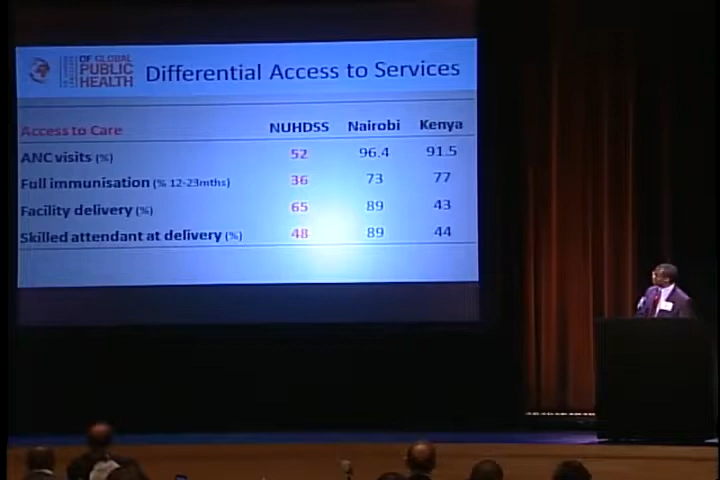 OF GLOBAL
PUBLIC
HEALTH
Differential Access to Services
Access to Care NUHDSS Nairobi Kenya
ANC visits (%) 52 96.4 91.5
Full immunisation (% 12-23mths) 36 73 77
Facility delivery (%) 65 89 43
Skilled attendant at delivery (%) 48 89 44